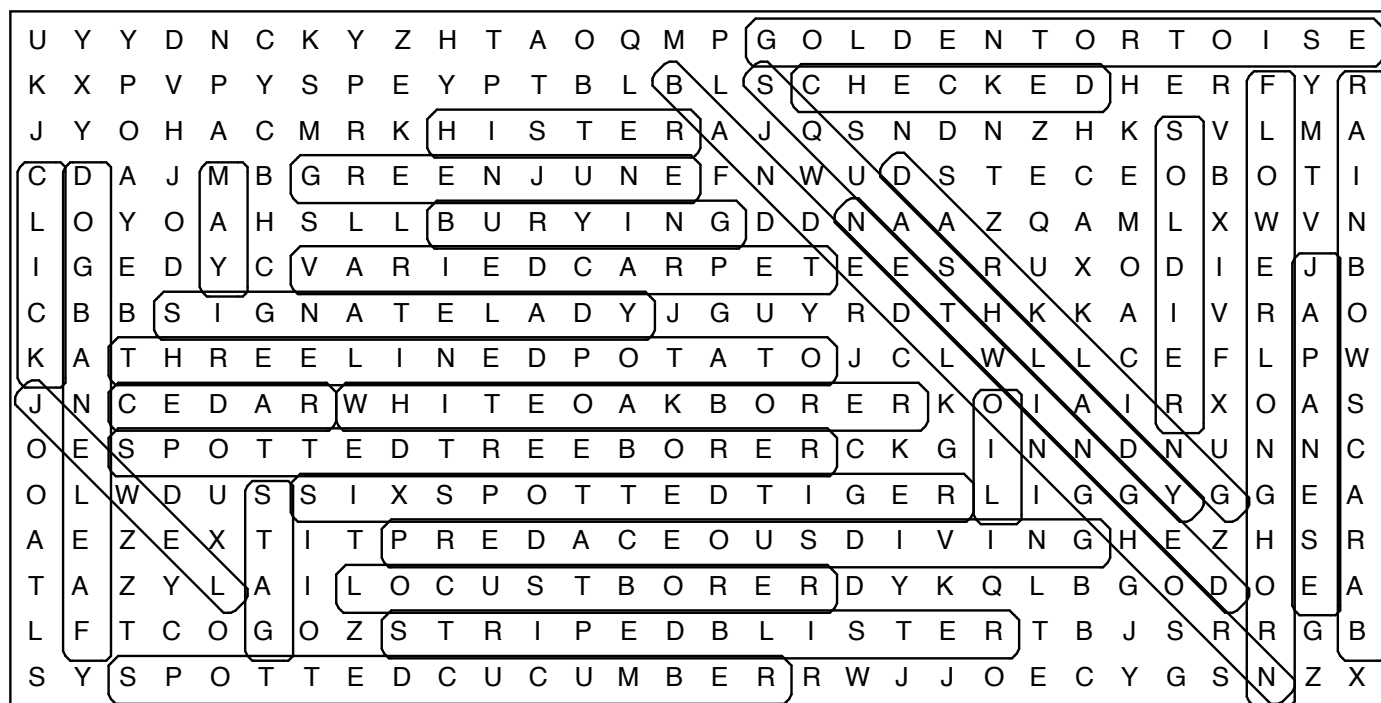 U Y Y D N C K Y Z H T A O Q M P G O L D E N T O R T O I S E
K X P V P Y S P E Y P T B L B L S C H E C K E D H E R F Y R
J Y O H A C M R K H I S T E R A J Q S N D N Z H K S V L M A
C D A J M B G R E E N J U N E F N W U D S T E C E O B O T I
L O Y O A H S L L B U R Y I N G D D N A A Z Q A M L X W V N
I G E D Y C V A R I E D C A R P E T E E S R U X O D I E J B
C B B S I G N A T E L A D Y J G U Y R D T H K K A I V R A O
K A T H R E E L I N E D P O T A T O J C L W L L C E F L P W
J N C E D A R W H I T E O A K B O R E R K O I A I R X O A S
O E S P O T T E D T R E E B O R E R C K G I N N D N U N N C
O L W D U S S I X S P O T T E D T I G E R L I G G Y G G E A
A E Z E X T I T P R E D A C E O U S D I V I N G H E Z H S R
T A Z Y L A I L O C U S T B O R E R D Y K Q L B G O D O E A
L F T C O G O Z S T R I P E D B L I S T E R T B J S R R G B
S Y S P O T T E D C U C U M B E R R W J J O E C Y G S N Z X